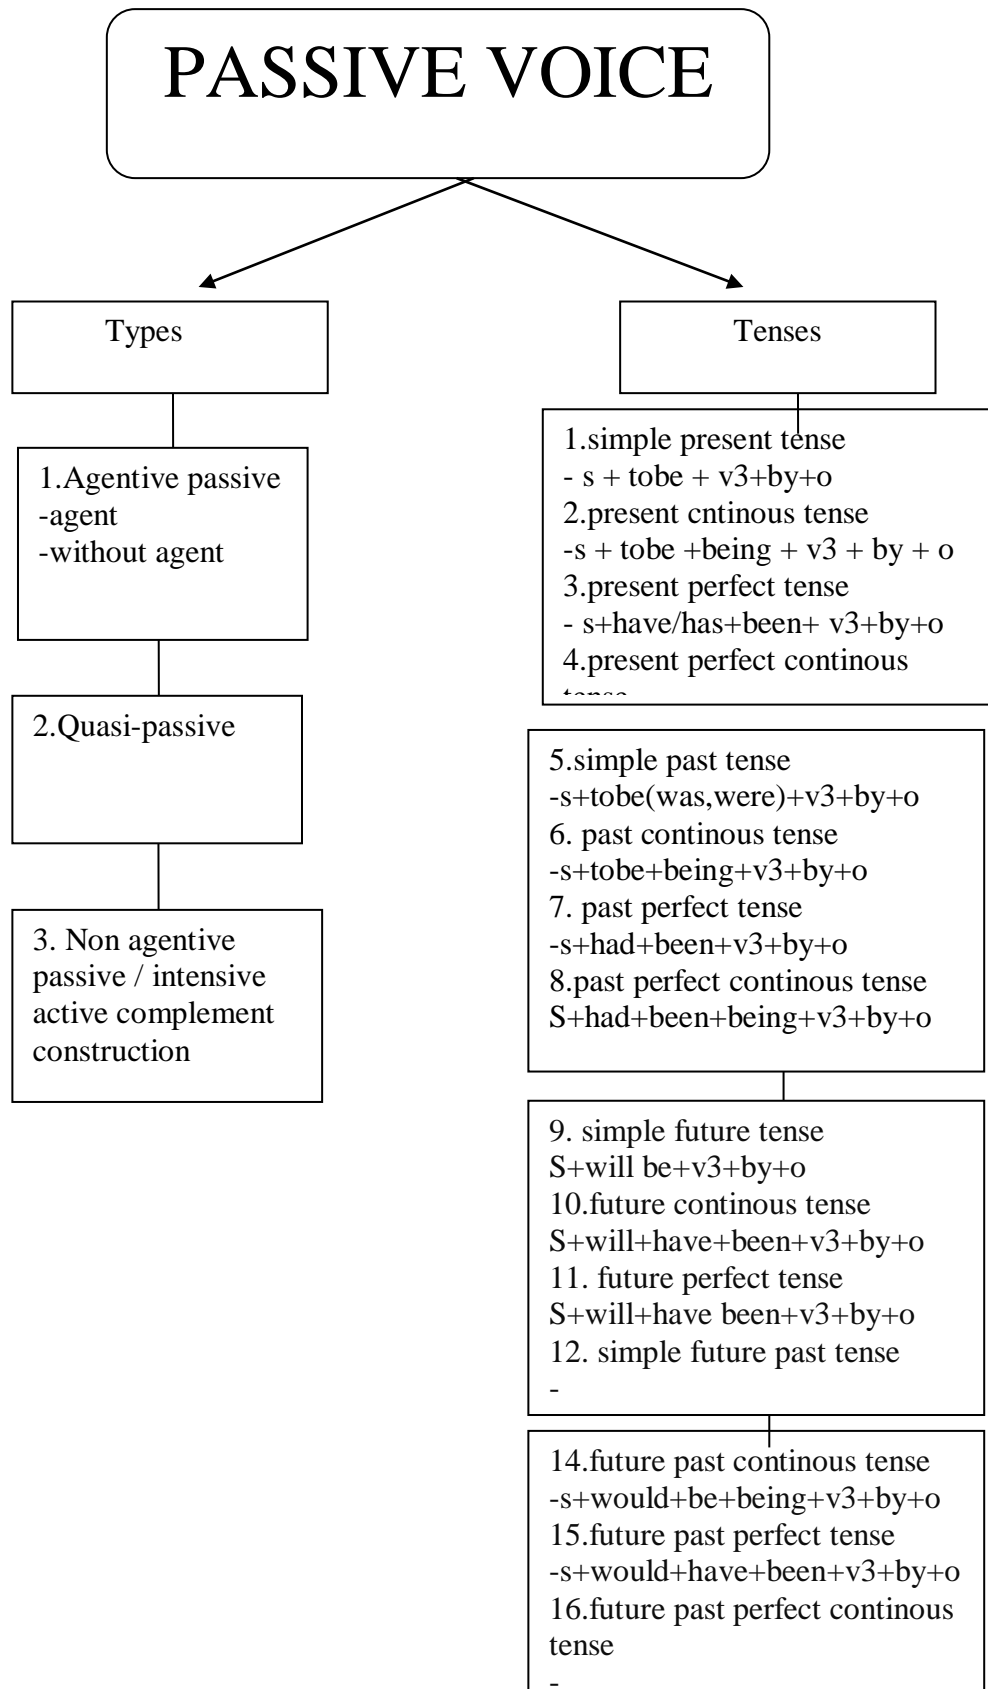 PASSIVE VOICE
Types
1.Agentive passive
-agent
-without agent
2.Quasi-passive
3. Non agentive
passive / intensive
active complement
construction
Tenses
1.simple present tense
- s + tobe + v3+by+o
2.present cntinous tense
-s + tobe +being + v3 + by + o
3.present perfect tense
- s+have/has+been+ v3+by+o
4.present perfect continous
tense
5.simple past tense
-s+tobe(was,were)+v3+by+o
6. past continous tense
-s+tobe+being+v3+by+o
7. past perfect tense
-s+had+been+v3+by+o
8.past perfect continous tense
S+had+been+being+v3+by+o
9. simple future tense
S+will be+v3+by+o
10.future continous tense
S+will+have+been+v3+by+o
11. future perfect tense
S+will+have been+v3+by+o
12. simple future past tense
-
14.future past continous tense
-s+would+be+being+v3+by+o
15.future past perfect tense
-s+would+have+been+v3+by+o
16.future past perfect continous
tense
-